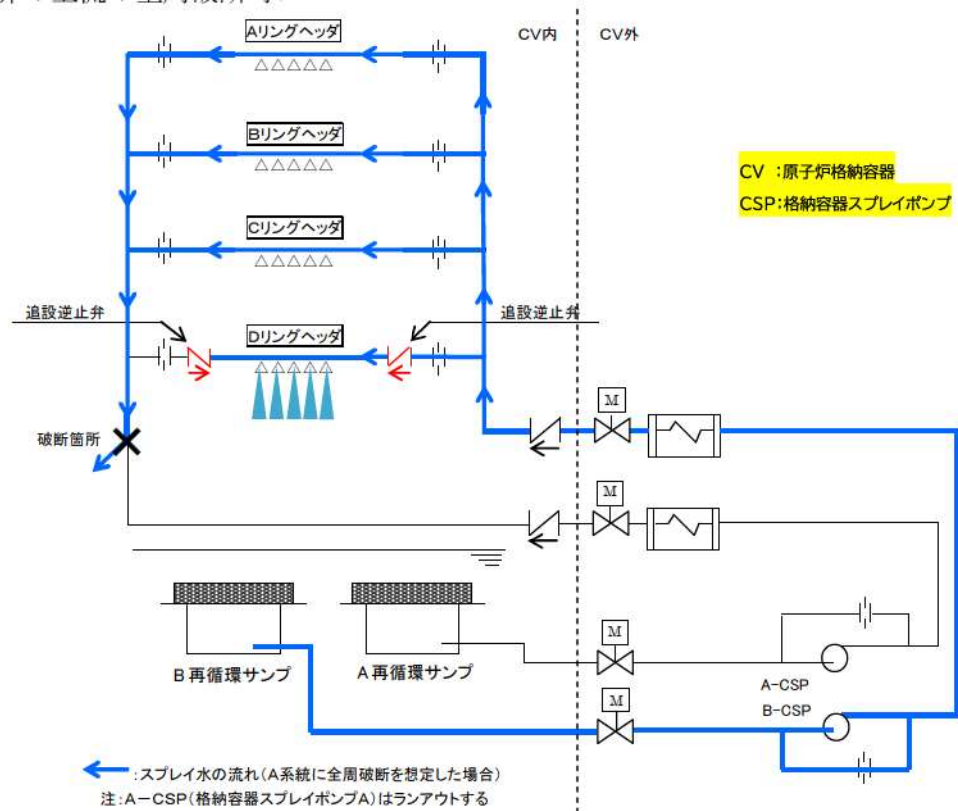 Aリングヘッダ
CV内
CV外
Bリングヘッダ
CV :原子炉格納容器
CSP:格納容器スプレイポンプ
Cリングヘッダ
追設逆止弁
追設逆止弁
Dリングヘッダ
M
破断箇所
M
M
B再循環サンプ
A再循環サンプ
A-CSP
B-CSP
M
:スプレイ水の流れ(A系統に全周破断を想定した場合)
注:A-CSP(格納容器スプレイポンプA)はランアウトする